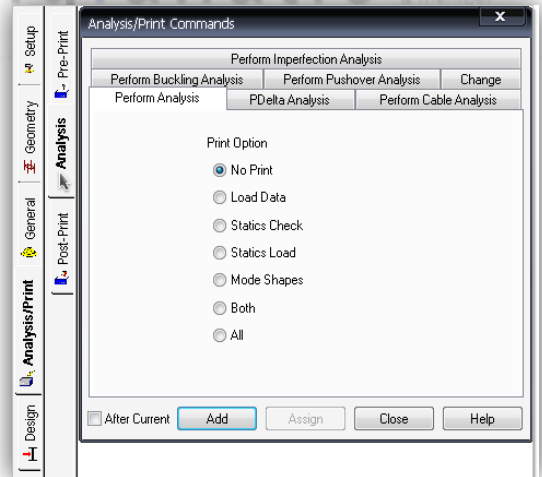 Setup
Geometry
General
Analysis/Print
Design
Pre-Print
Analysis
Post-Print
Analysis/Print Commands
x
Perform Imperfection Analysis
Perform Buckling Analysis Perform Pushover Analysis Change
Perform Analysis PDelta Analysis Perform Cable Analysis
Print Option
No Print
Load Data
Statics Check
Statics Load
Mode Shapes
Both
All
After Current Add Assign Close Help